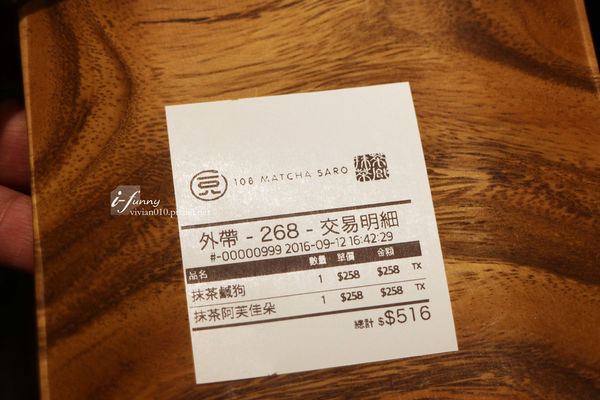 108 MATCHA SARO 抹茶茶廊
外帶 - 268 - 交易明細
#-00000999 2016-09-12 16:42:29
品名 數量 單價 金額
抹茶鹹狗 1 $258 $258 TX
抹茶阿芙佳朵 1 $258 $258 TX
總計 $$516
i-funny
vivian010.pixnet.net